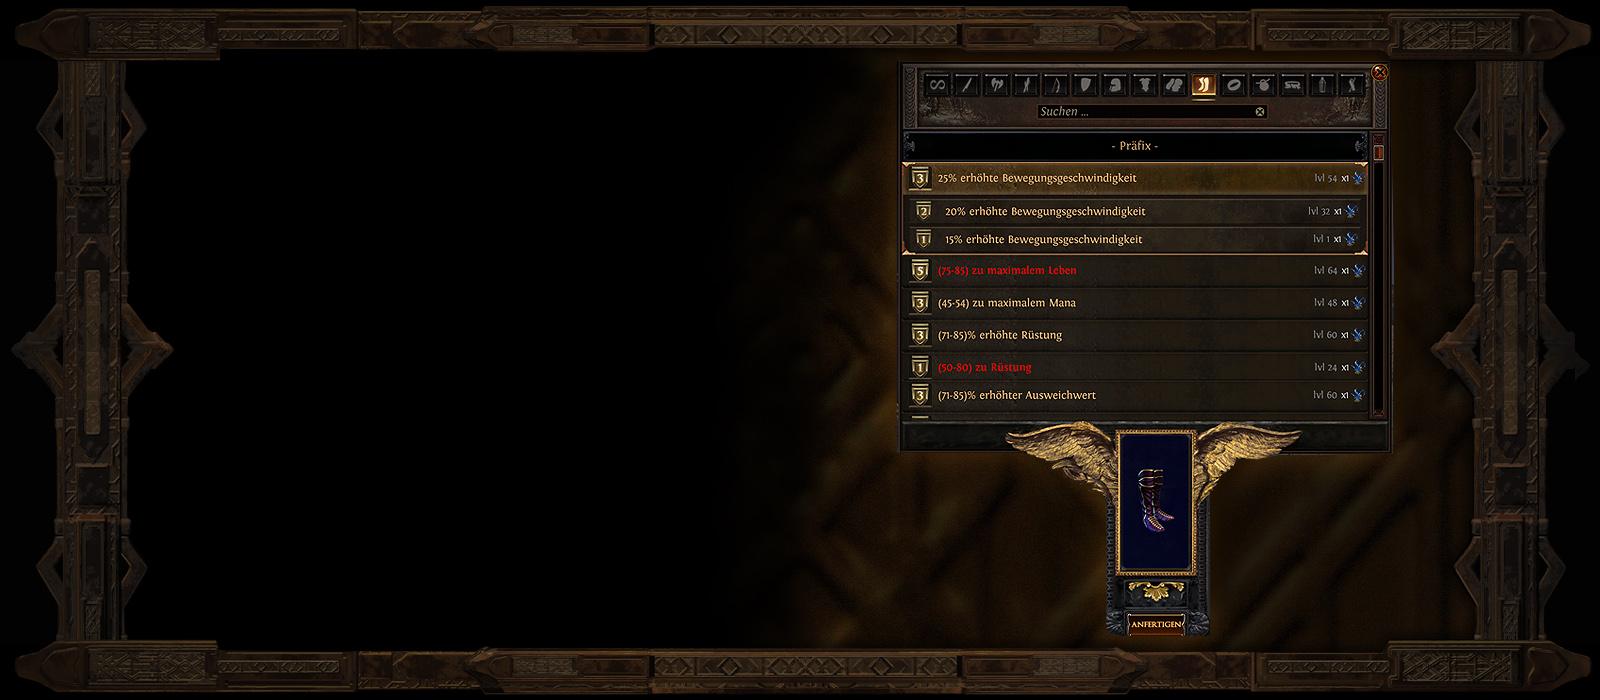 Suchen ...
- Präfix -
3 25% erhöhte Bewegungsgeschwindigkeit lvl 54 x1
2 20% erhöhte Bewegungsgeschwindigkeit lvl 32 x1
1 15% erhöhte Bewegungsgeschwindigkeit lvl 1 x1
5 (75-85) zu maximalem Leben lvl 64 x1
3 (45-54) zu maximalem Mana lvl 48 x1
3 (71-85)% erhöhte Rüstung lvl 60 x1
1 (50-80) zu Rüstung lvl 24 x1
3 (71-85)% erhöhter Ausweichwert lvl 60 x1
ANFERTIGEN